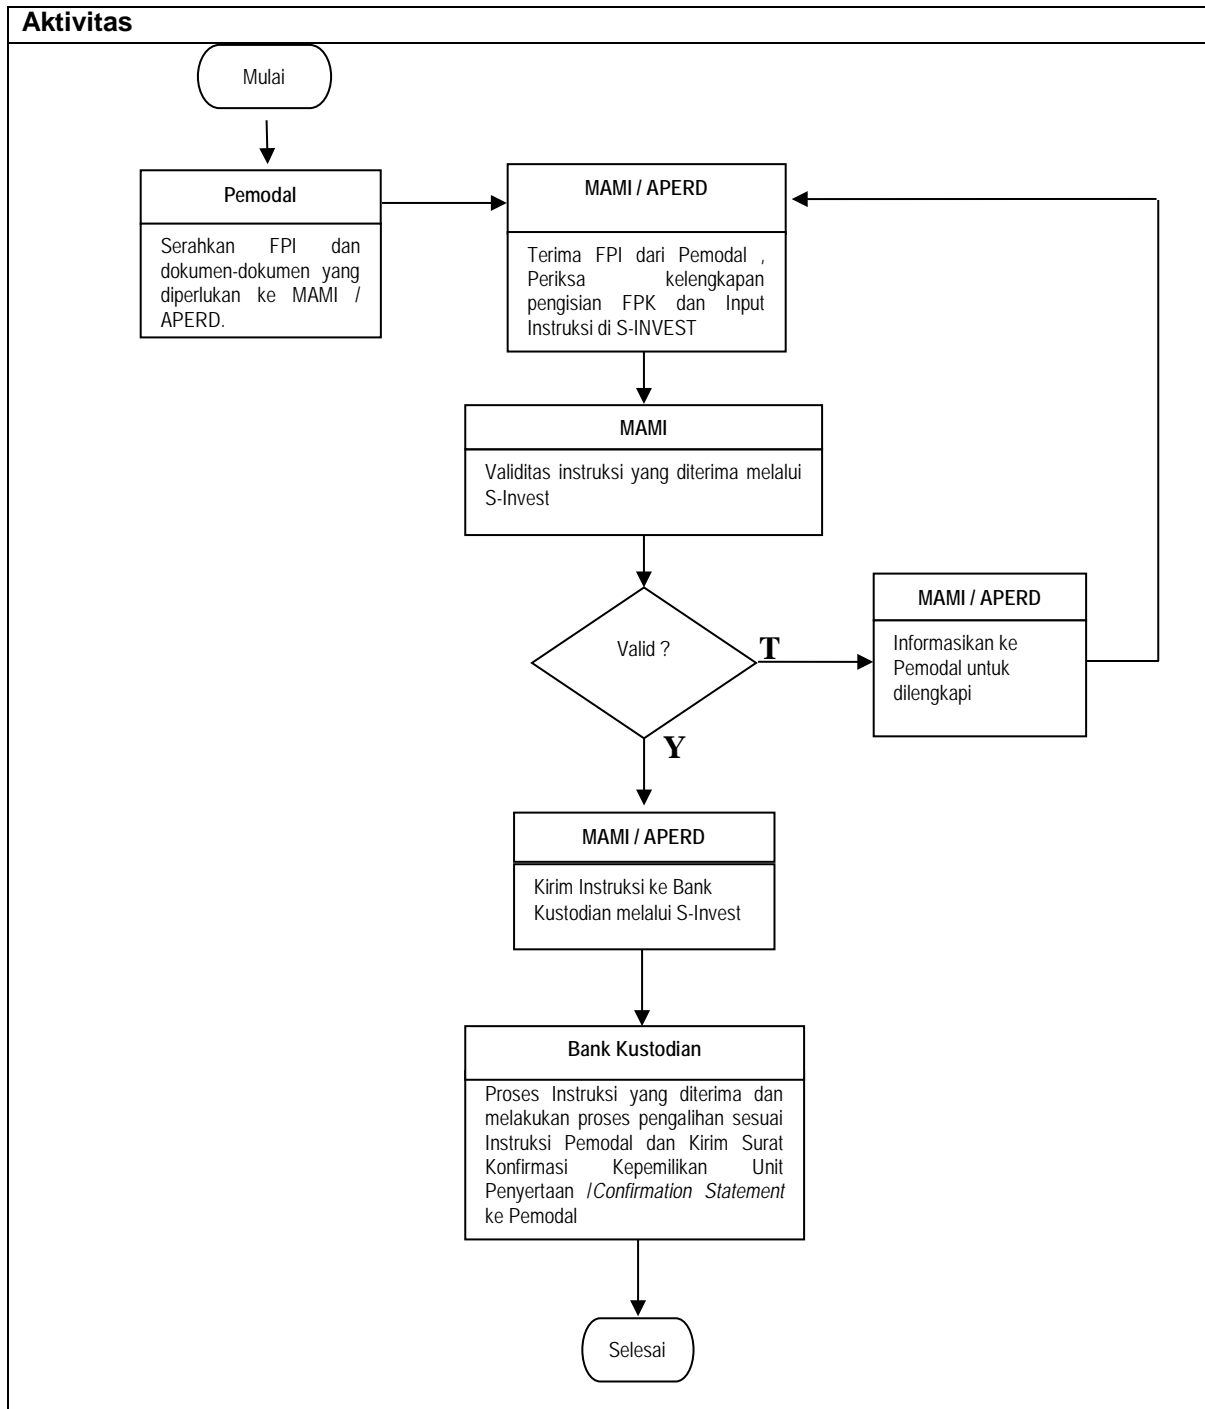 Aktivitas
Mulai
Pemodal
Serahkan FPI dan
dokumen-dokumen yang
diperlukan ke MAMI /
APERD.
MAMI / APERD
Terima FPI dari Pemodal ,
Periksa kelengkapan
pengisian FPK dan Input
Instruksi di S-INVEST
MAMI
Validitas instruksi yang diterima melalui
S-Invest
Valid ?
T
MAMI / APERD
Informasikan ke
Pemodal untuk
dilengkapi
Y
MAMI / APERD
Kirim Instruksi ke Bank
Kustodian melalui S-Invest
Bank Kustodian
Proses Instruksi yang diterima dan
melakukan proses pengalihan sesuai
Instruksi Pemodal dan Kirim Surat
Konfirmasi Kepemilikan Unit
Penyertaan /Confirmation Statement
ke Pemodal
Selesai